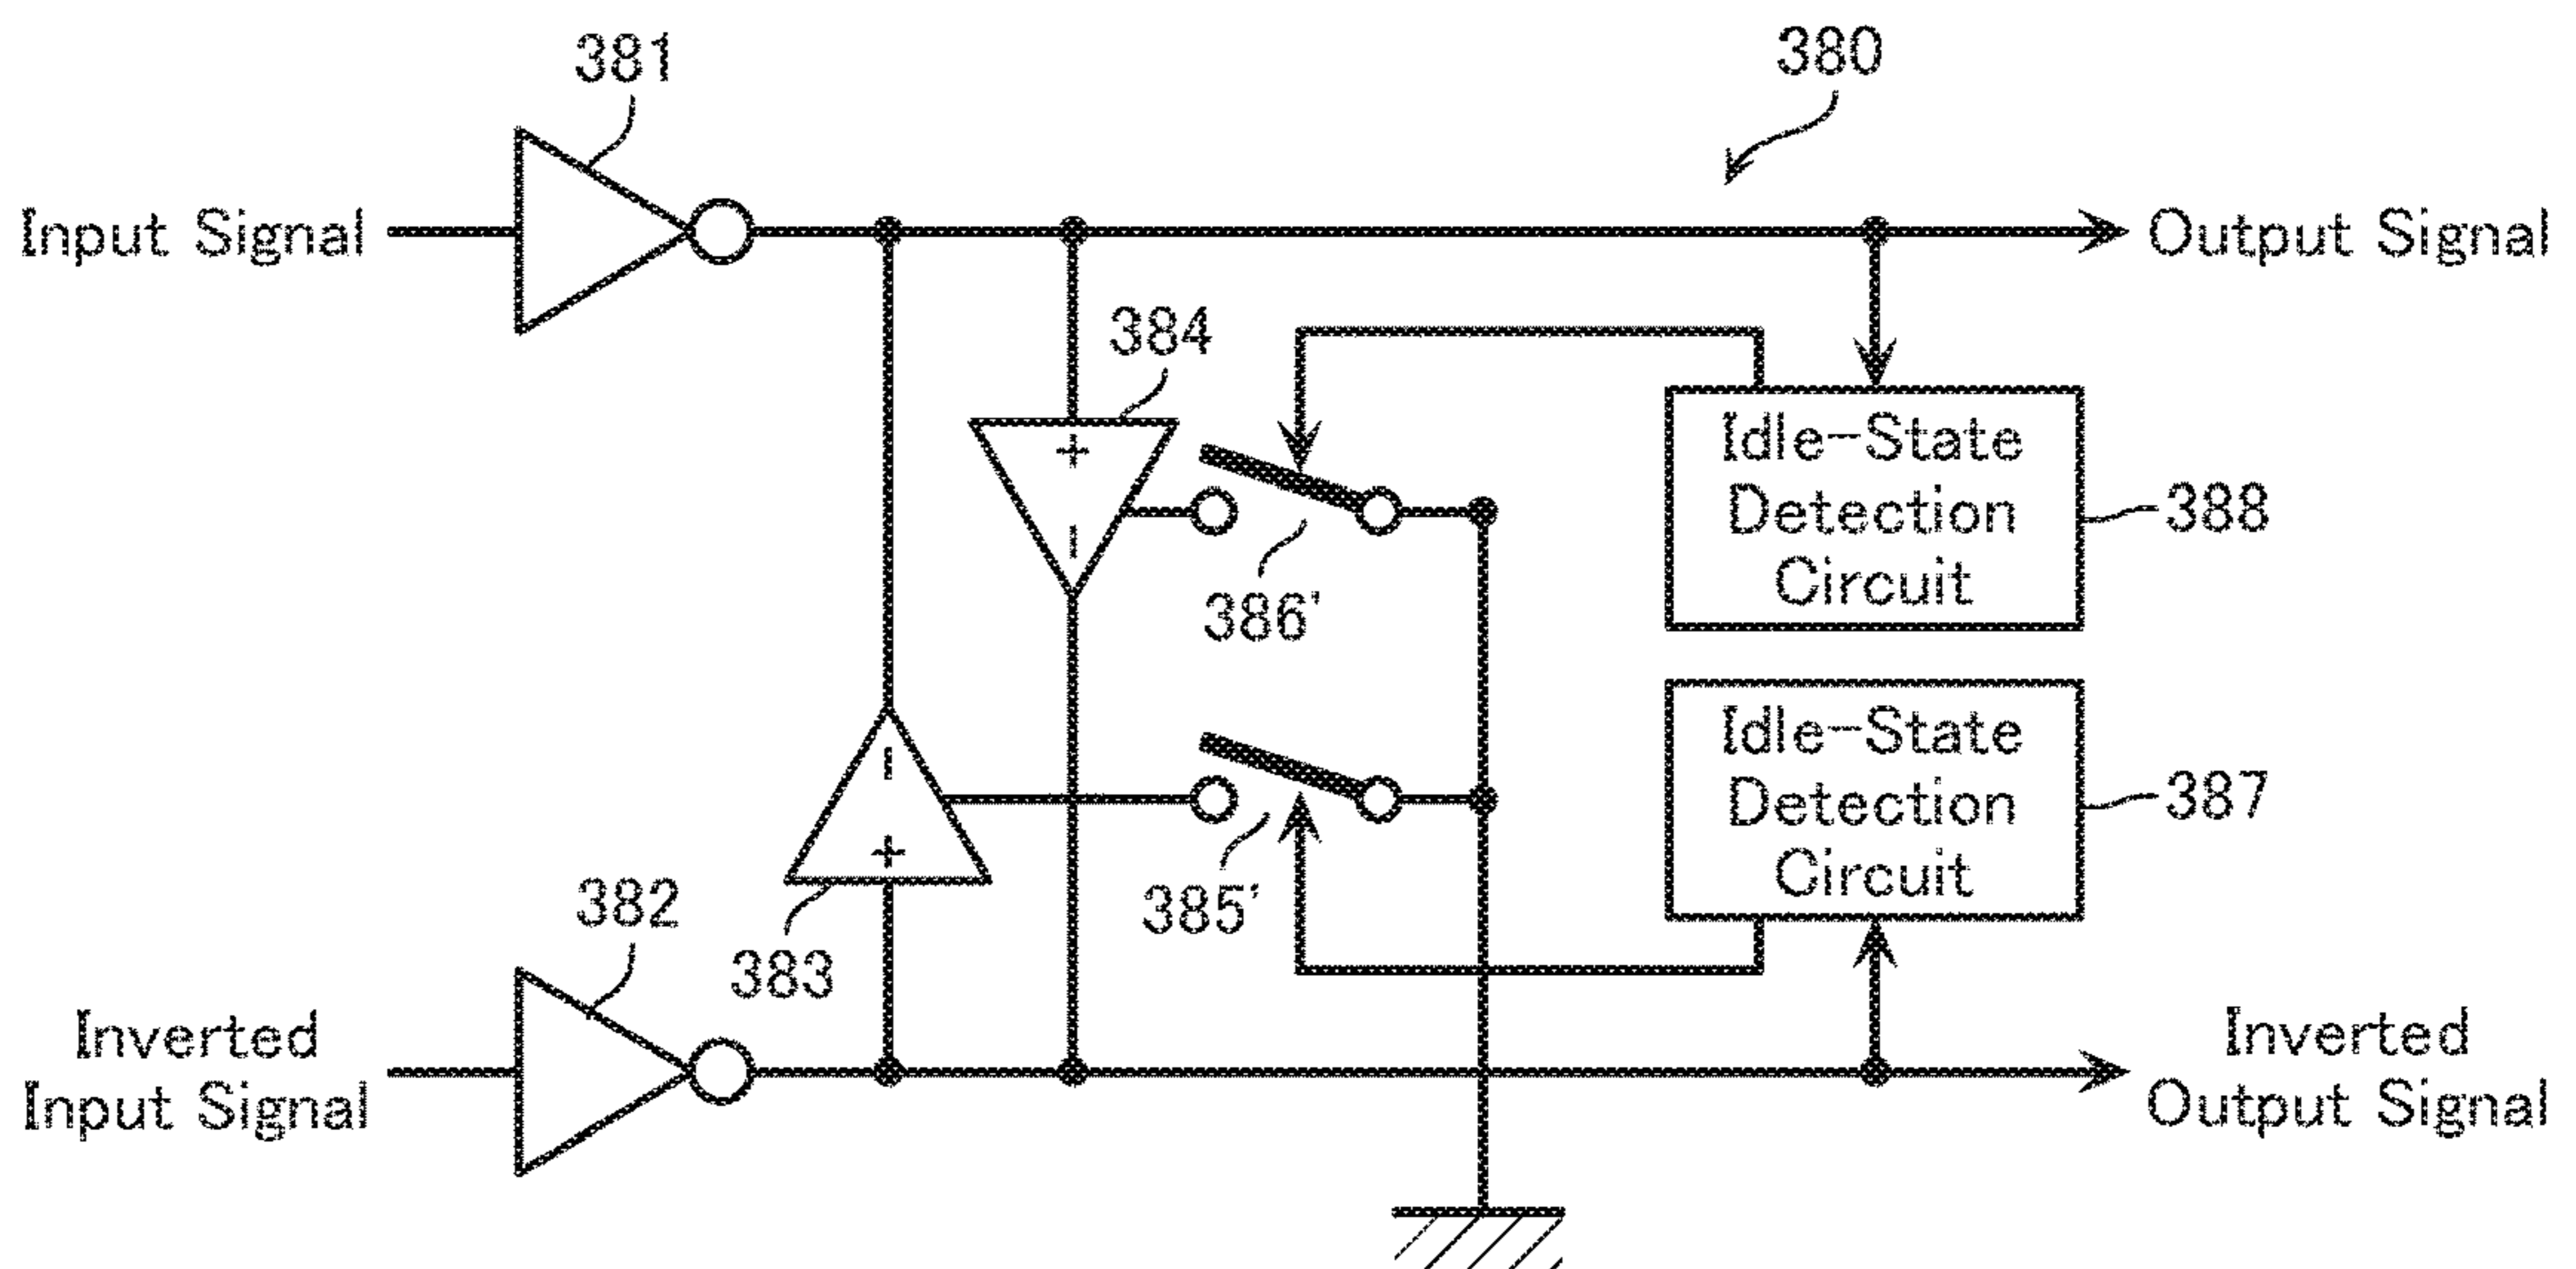 381
380
Input Signal
Output Signal
384
+
−
Idle-State
Detection
Circuit
388
386'
Idle-State
Detection
Circuit
387
−
+
385'
382
383
Inverted
Input Signal
Inverted
Output Signal